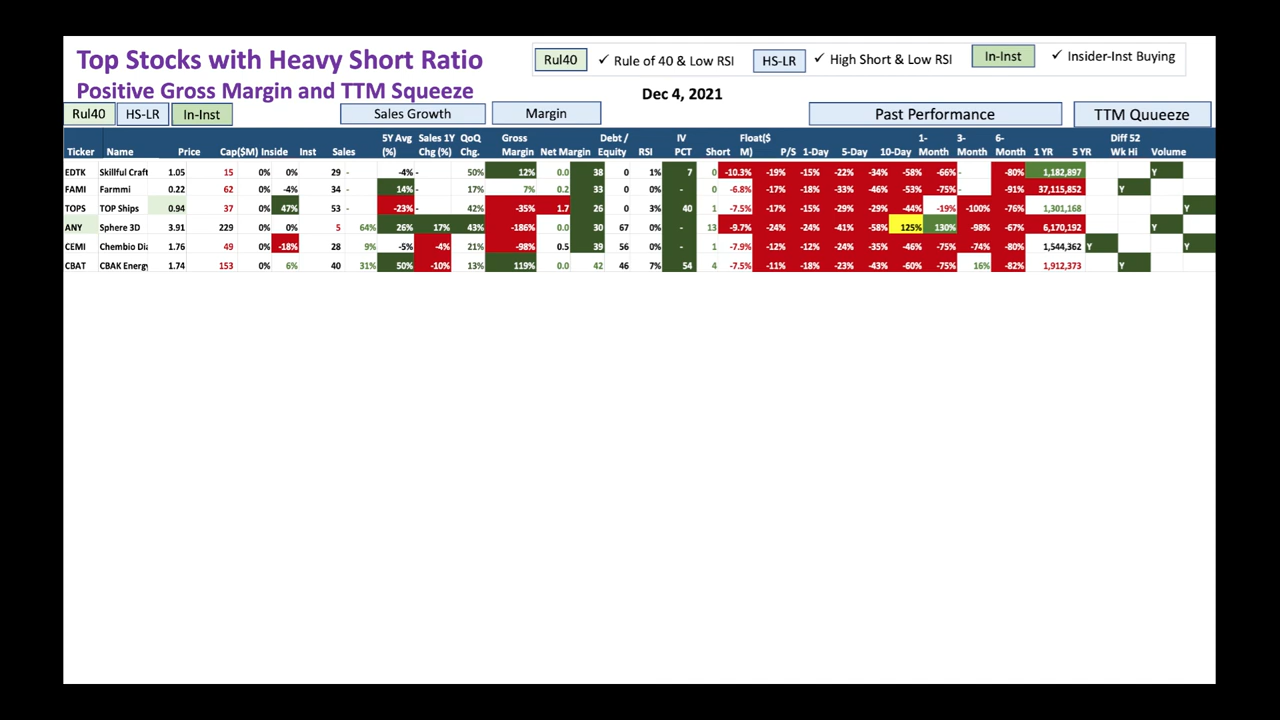 Top Stocks with Heavy Short Ratio
Positive Gross Margin and TTM Squeeze
Rul40 ✓ Rule of 40 & Low RSI HS-LR ✓ High Short & Low RSI In-Inst ✓ Insider-Inst Buying
Dec 4, 2021
Rul40 HS-LR In-Inst Sales Growth Margin Past Performance TTM Queeze
Ticker Name Price Cap($M) Inside Inst Sales 5Y Avg (%) Sales 1Y Chg (%) QoQ Chg. Gross Margin Net Margin Debt / Equity RSI IV PCT Short Float($ M) P/S 1-Day 5-Day 10-Day 1-Month 3-Month 6-Month 1 YR 5 YR Diff 52 Wk Hi Volume
EDTK Skillful Craft 1.05 15 0% 0% 29 - -4% - 50% 12% 0.0 38 0 1% 7 0 -10.3% -19% -15% -22% -34% -58% -66% - -80% 1,182,897 Y
FAMI Farmmi 0.22 62 0% -4% 34 - 14% - 17% 7% 0.2 33 0 0% - 0 -6.8% -17% -18% -33% -46% -53% -75% - -91% 37,115,852 Y
TOPS TOP Ships 0.94 37 0% 47% 53 - -23% - 42% -35% 1.7 26 0 3% 40 1 -7.5% -17% -15% -29% -29% -44% -19% -100% -76% 1,301,168 Y
ANY Sphere 3D 3.91 229 0% 0% 5 64% 26% 17% 43% -186% 0.0 30 67 0% - 13 -9.7% -24% -24% -41% -58% 125% 130% -98% -67% 6,170,192 Y Y
CEMI Chembio Dia 1.76 49 0% -18% 28 9% -5% -4% 21% -98% 0.5 39 56 0% - 1 -7.9% -12% -12% -24% -35% -46% -75% -74% -80% 1,544,362 Y Y
CBAT CBAK Energy 1.74 153 0% 6% 40 31% 50% -10% 13% 119% 0.0 42 46 7% 54 4 -7.5% -11% -18% -23% -43% -60% -75% 16% -82% 1,912,373 Y